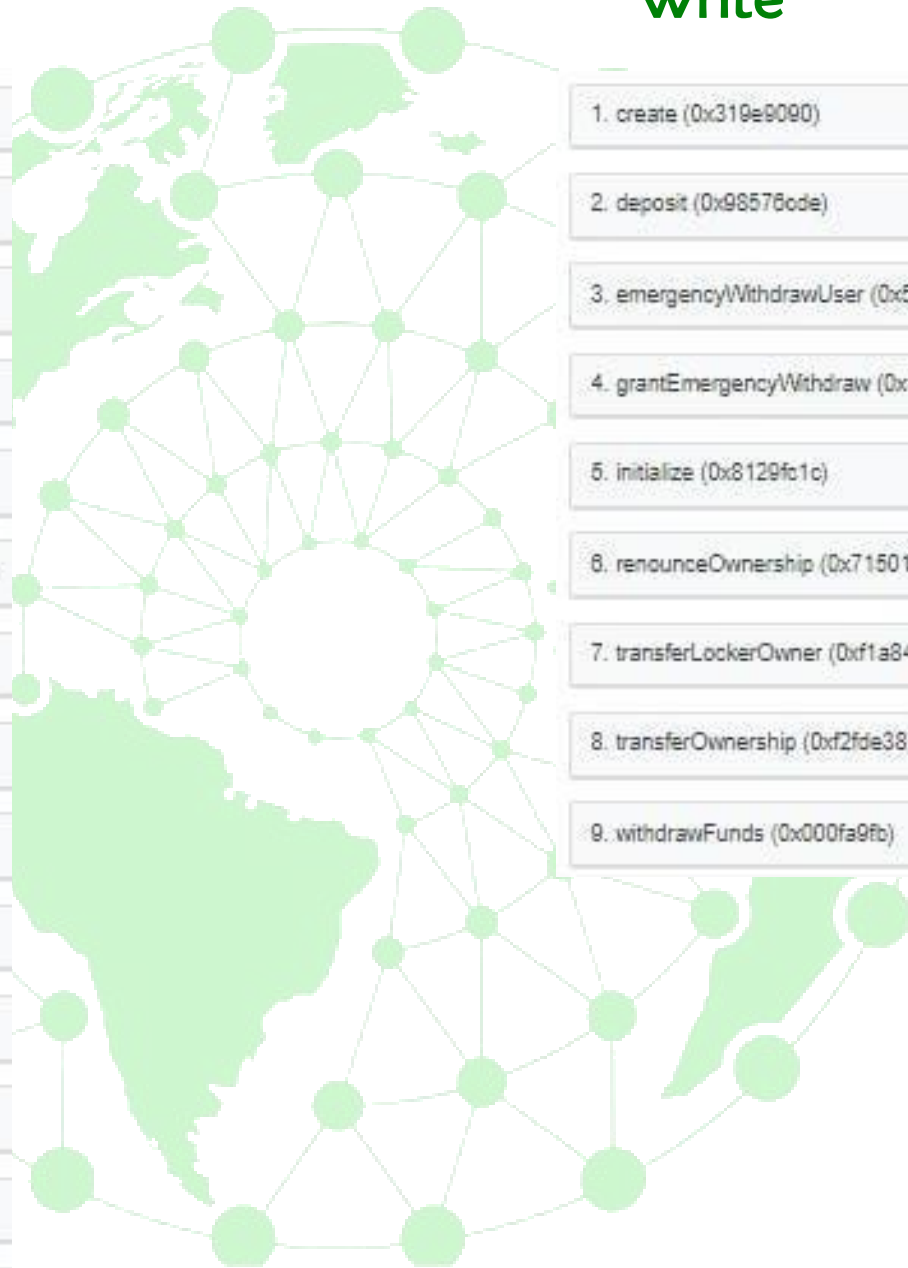 write
1. create (0x319e9090)
2. deposit (0x98576cde)
3. emergencyWithdrawUser (0x5
4. grantEmergencyWithdraw (0x
5. initialize (0x8129fc1c)
6. renounceOwnership (0x71501
7. transferLockerOwner (0xf1a84
8. transferOwnership (0xf2fde38
9. withdrawFunds (0x000fa9fb)